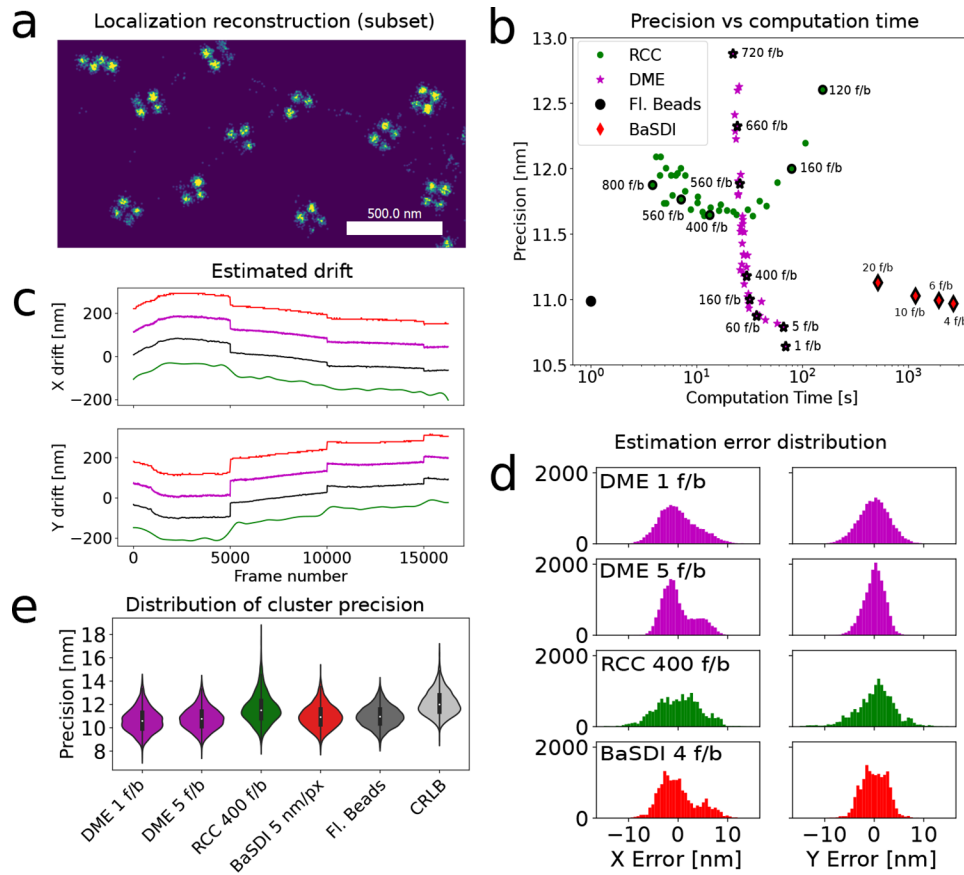 a
Localization reconstruction (subset)
500.0 nm
b
Precision vs computation time
Precision [nm]
13.0
12.5
12.0
11.5
11.0
10.5
RCC
DME
Fl. Beads
BaSDI
720 f/b
660 f/b
560 f/b
400 f/b
160 f/b
60 f/b
5 f/b
1 f/b
120 f/b
160 f/b
800 f/b
560 f/b
400 f/b
20 f/b
10 f/b
6 f/b
4 f/b
10⁰
10¹
10²
10³
Computation Time [s]
c
Estimated drift
X drift [nm]
200
0
−200
Y drift [nm]
200
0
−200
0
5000
10000
15000
Frame number
d
Estimation error distribution
2000
0
DME 1 f/b
2000
0
DME 5 f/b
2000
0
RCC 400 f/b
2000
0
BaSDI 4 f/b
−10
0
10
X Error [nm]
−10
0
10
Y Error [nm]
e
Distribution of cluster precision
Precision [nm]
18
16
14
12
10
8
DME 1 f/b
DME 5 f/b
RCC 400 f/b
BaSDI 5 nm/px
Fl. Beads
CRLB